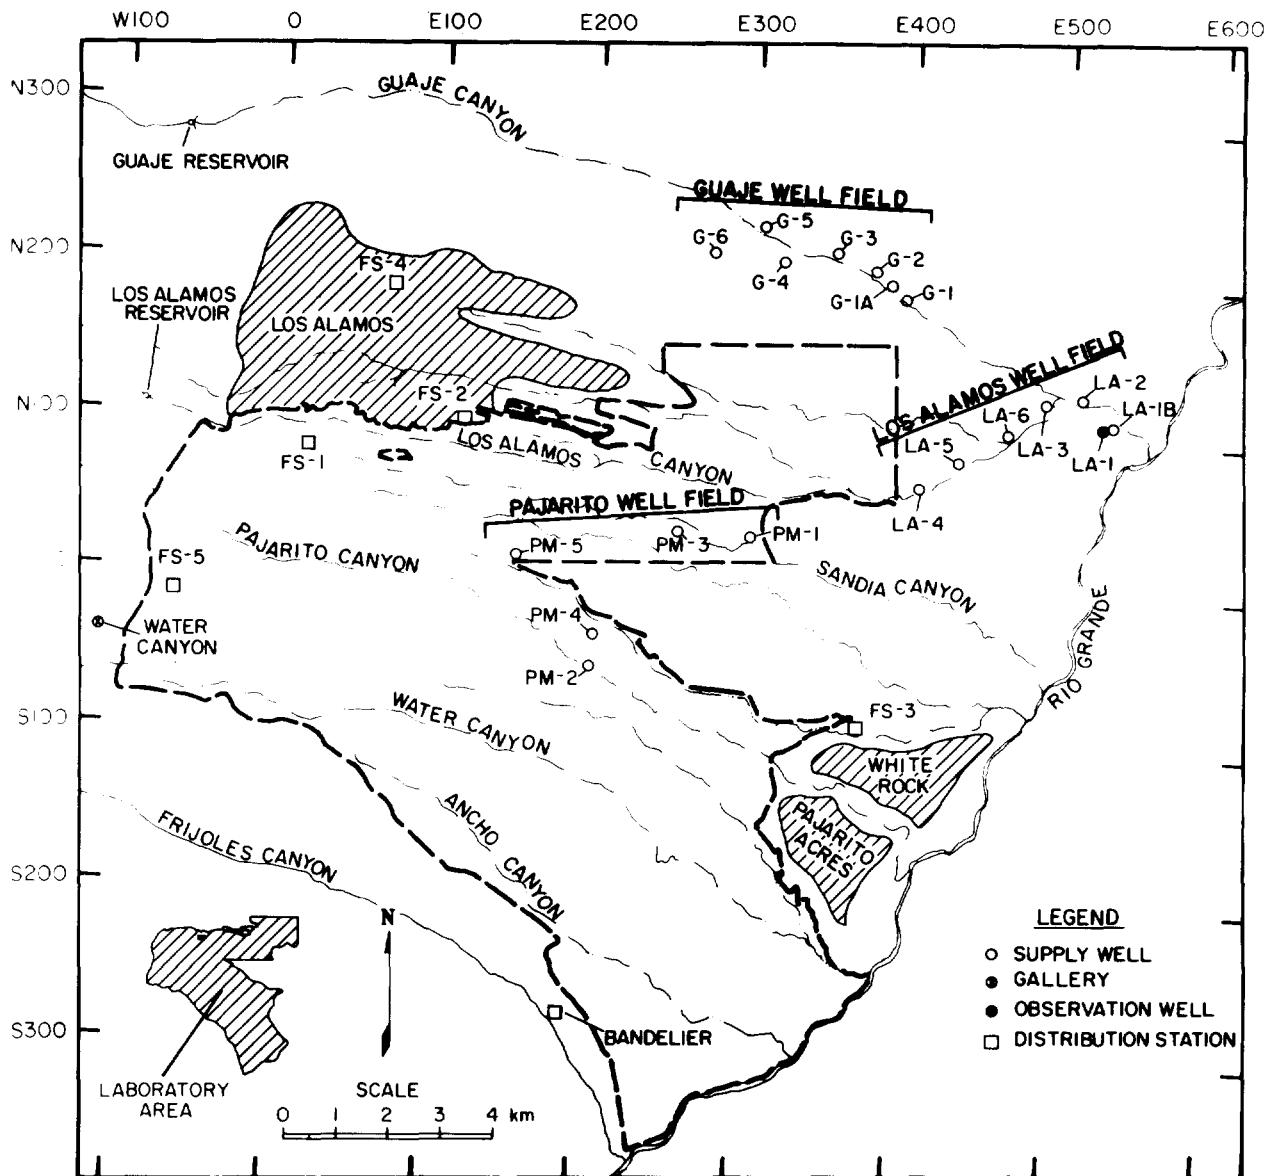 W100 0 E100 E200 E300 E400 E500 E600
N300
GUAJE CANYON
GUAJE RESERVOIR
GUAJE WELL FIELD
G-5
G-6
G-3
G-2
G-4
G-1A
G-1
N200
FS-4
LOS ALAMOS
RESERVOIR
LOS ALAMOS
LOS ALAMOS WELL FIELD
LA-2
FS-2
LA-6
LA-1B
LOS ALAMOS
CANYON
LA-5
LA-3
LA-1
FS-1
LA-4
PAJARITO WELL FIELD
PAJARITO CANYON
PM-5
PM-3
PM-1
FS-5
SANDIA CANYON
PM-4
WATER
CANYON
RIO GRANDE
PM-2
S100
WATER CANYON
FS-3
WHITE
ROCK
ANCHO CANYON
PAJARITO
ACRES
FRIJOLES CANYON
S200
N
LEGEND
SUPPLY WELL
GALLERY
OBSERVATION WELL
DISTRIBUTION STATION
S300
BANDELIER
LABORATORY
AREA
SCALE
0 1 2 3 4 km